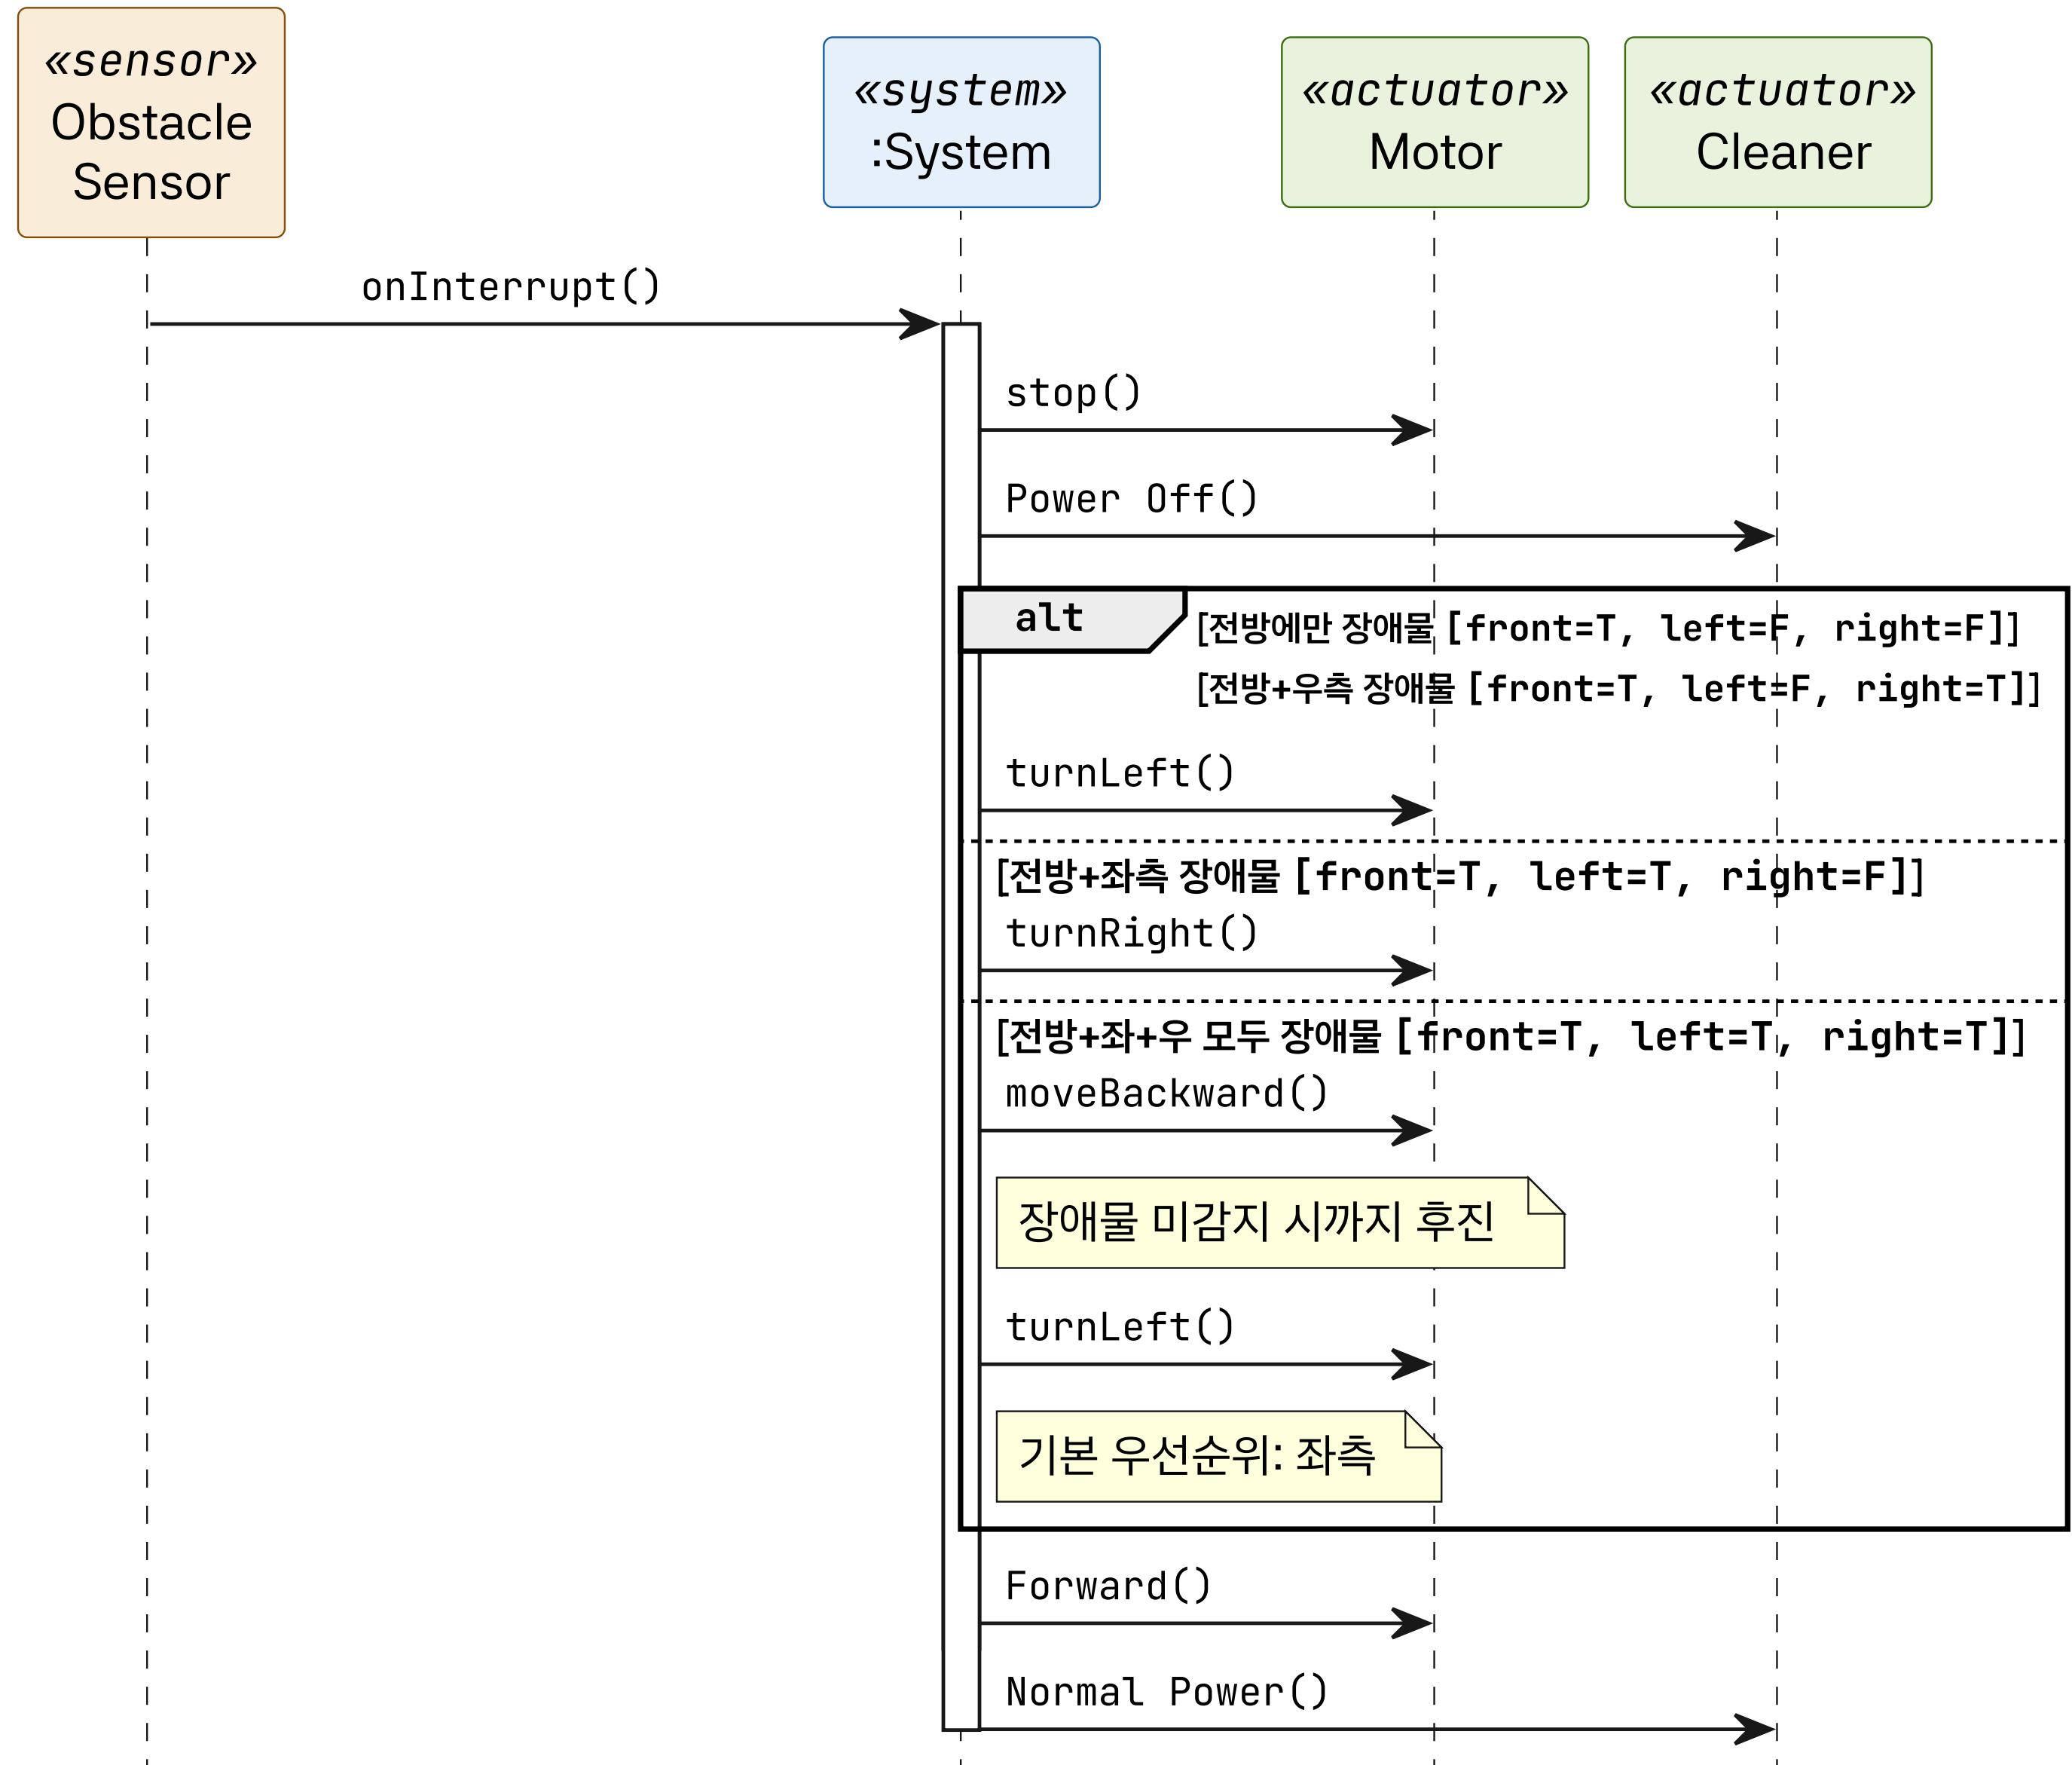 «sensor»
Obstacle
Sensor
«system»
:System
«actuator»
Motor
«actuator»
Cleaner
onInterrupt()
stop()
Power Off()
alt
[전방에만 장애물 [front=T, left=F, right=F]]
[전방+우측 장애물 [front=T, left=F, right=T]]
turnLeft()
[전방+좌측 장애물 [front=T, left=T, right=F]]
turnRight()
[전방+좌+우 모두 장애물 [front=T, left=T, right=T]]
moveBackward()
장애물 미감지 시까지 후진
turnLeft()
기본 우선순위: 좌측
Forward()
Normal Power()